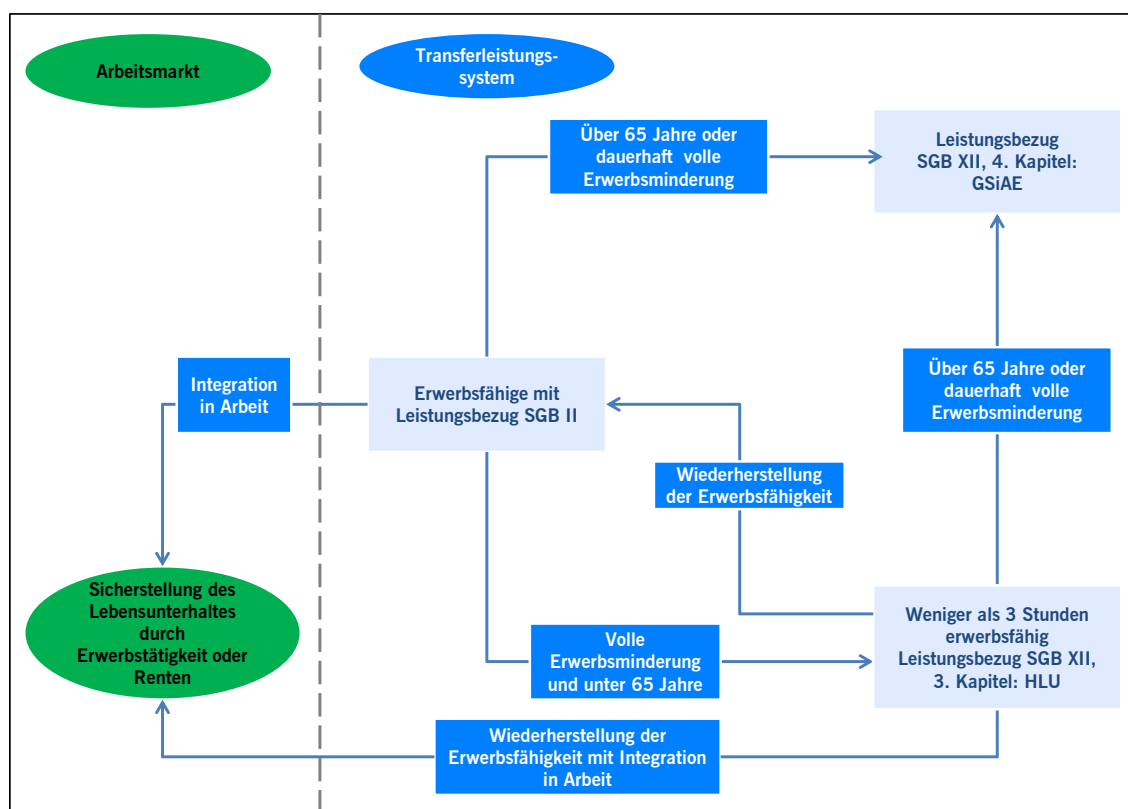 Arbeitsmarkt
Transferleistungs-
system
Über 65 Jahre oder
dauerhaft volle
Erwerbsminderung
Leistungsbezug
SGB XII, 4. Kapitel:
GSiAE
Integration
in Arbeit
Erwerbsfähige mit
Leistungsbezug SGB II
Über 65 Jahre oder
dauerhaft volle
Erwerbsminderung
Wiederherstellung
der Erwerbsfähigkeit
Sicherstellung des
Lebensunterhaltes
durch
Erwerbstätigkeit oder
Renten
Volle
Erwerbsminderung
und unter 65 Jahre
Weniger als 3 Stunden
erwerbsfähig
Leistungsbezug SGB XII,
3. Kapitel: HLU
Wiederherstellung der
Erwerbsfähigkeit mit Integration
in Arbeit